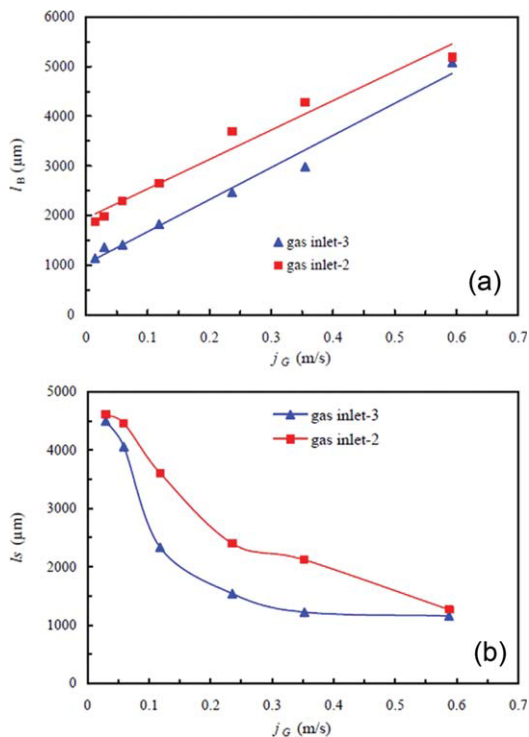 6000
5000
4000
3000
2000
1000
0
l_B (μm)
gas inlet-3
gas inlet-2
(a)
0 0.1 0.2 0.3 0.4 0.5 0.6 0.7
j_G (m/s)
5000
4000
3000
2000
1000
0
ls (μm)
gas inlet-3
gas inlet-2
(b)
0 0.1 0.2 0.3 0.4 0.5 0.6 0.7
j_G (m/s)